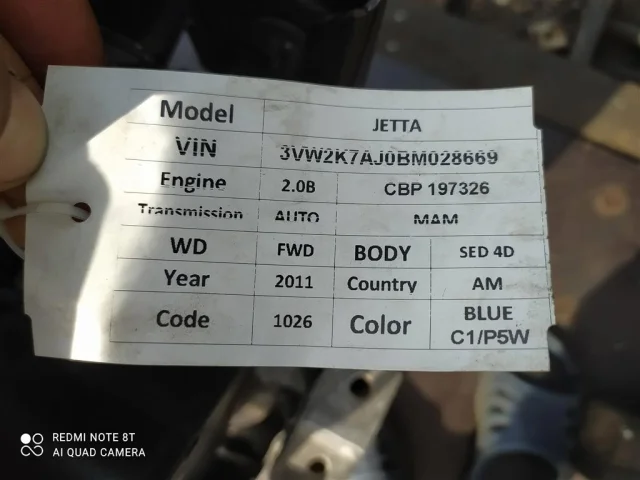 Model JETTA
VIN 3VW2K7AJ0BM028669
Engine 2.0B CBP 197326
Transmission AUTO MAM
WD FWD BODY SED 4D
Year 2011 Country AM
Code 1026 Color BLUE C1/P5W
REDMI NOTE 8T
AI QUAD CAMERA